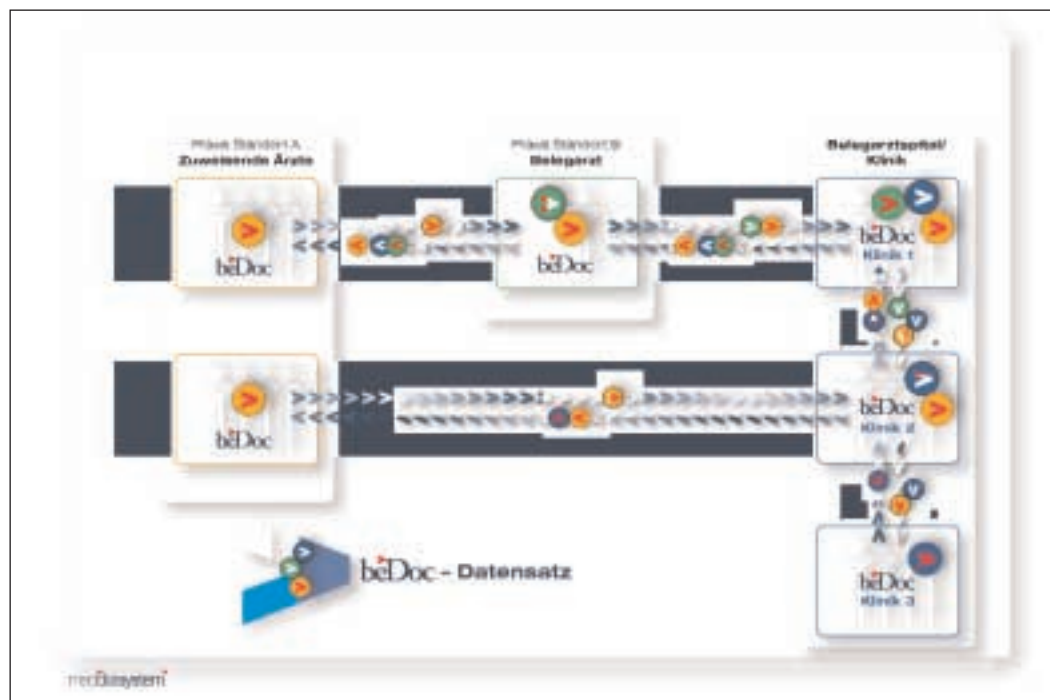 Praxis Standort A
Zuweisende Ärzte
Praxis Standort B
Belegarzt
Belegarztspital/
Klinik
beDoc
beDoc
beDoc
Klinik 1
beDoc
beDoc
Klinik 2
beDoc – Datensatz
beDoc
Klinik 3